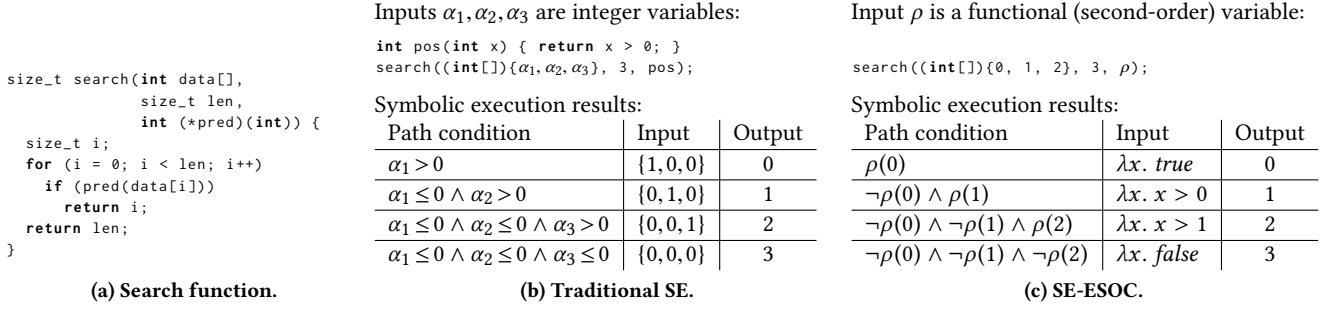 size_t search(int data[],
size_t len,
int (*pred)(int)) {
size_t i;
for (i = 0; i < len; i++)
if (pred(data[i]))
return i;
return len;
}
(a) Search function.
Inputs α₁, α₂, α₃ are integer variables:
int pos(int x) { return x > 0; }
search((int[]){α₁, α₂, α₃}, 3, pos);
Symbolic execution results:
Path condition Input Output
α₁ > 0 {1, 0, 0} 0
α₁ ≤ 0 ∧ α₂ > 0 {0, 1, 0} 1
α₁ ≤ 0 ∧ α₂ ≤ 0 ∧ α₃ > 0 {0, 0, 1} 2
α₁ ≤ 0 ∧ α₂ ≤ 0 ∧ α₃ ≤ 0 {0, 0, 0} 3
(b) Traditional SE.
Input ρ is a functional (second-order) variable:
search((int[]){0, 1, 2}, 3, ρ);
Symbolic execution results:
Path condition Input Output
ρ(0) λx. true 0
¬ρ(0) ∧ ρ(1) λx. x > 0 1
¬ρ(0) ∧ ¬ρ(1) ∧ ρ(2) λx. x > 1 2
¬ρ(0) ∧ ¬ρ(1) ∧ ¬ρ(2) λx. false 3
(c) SE-ESOC.